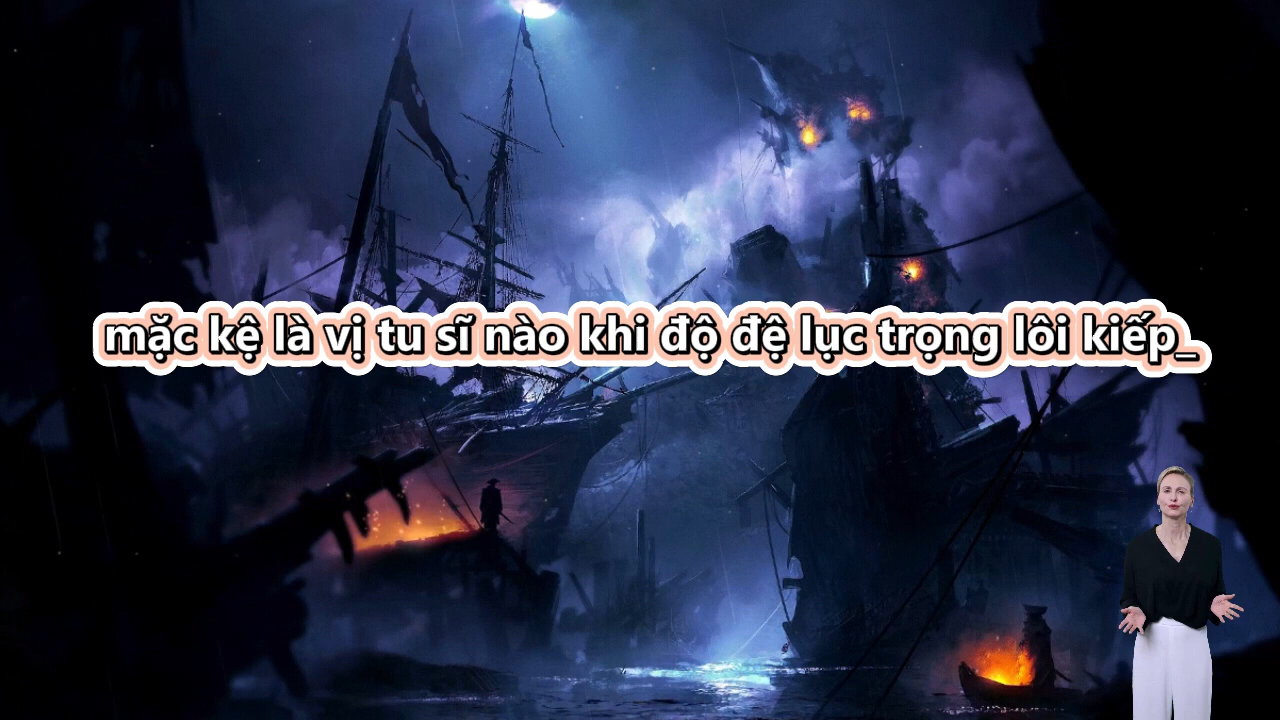 mặc kệ là vị tu sĩ nào khi độ đệ lục trọng lôi kiếp_